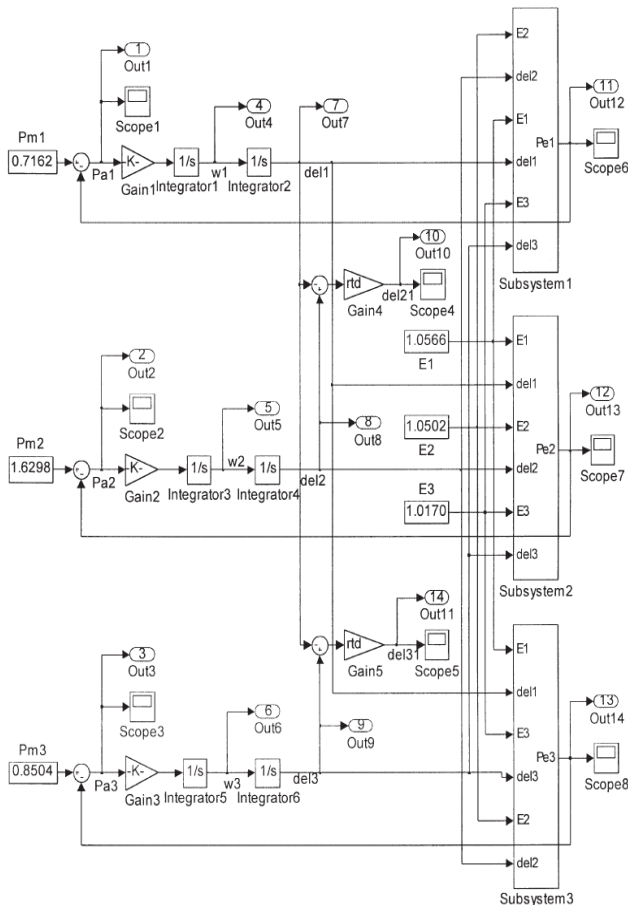 E2
1
Out1
del2
11
Out12
Scope1
E1
4
Out4
7
Out7
Pm1
0.7162
Pa1
-K-
Gain1
1/s
Integrator1
w1
1/s
Integrator2
del1
del1
Pe1
Scope6
E3
10
Out10
del3
rtd
Gain4
del21
Scope4
Subsystem1
1.0566
E1
E1
2
Out2
del1
12
Out13
Scope2
5
Out5
8
Out8
1.0502
E2
E2
Pm2
1.6298
Pa2
-K-
Gain2
1/s
Integrator3
w2
1/s
Integrator4
del2
del2
Pe2
Scope7
E3
1.0170
E3
del3
Subsystem2
14
Out11
rtd
Gain5
del31
Scope5
E1
3
Out3
del1
13
Out14
Scope3
6
Out6
9
Out9
E3
Pm3
0.8504
Pa3
-K-
Gain3
1/s
Integrator5
w3
1/s
Integrator6
del3
del3
Pe3
Scope8
E2
del2
Subsystem3